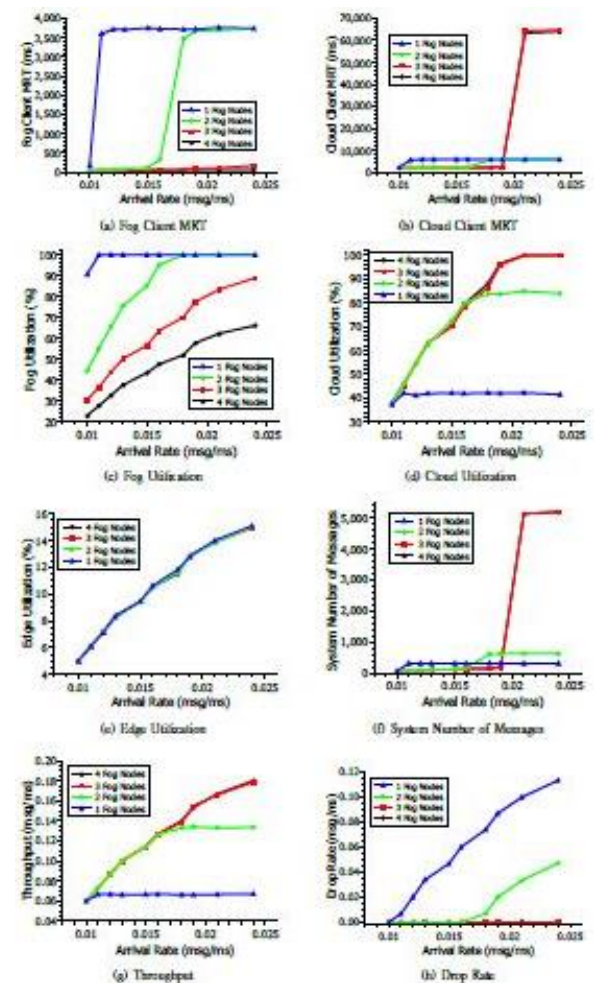 4,000
3,500
3,000
2,500
2,000
1,500
1,000
500
0
Fog Client MRT (ms)
1 Fog Nodes
2 Fog Nodes
3 Fog Nodes
4 Fog Nodes
0.01 0.015 0.02 0.025
Arrival Rate (msg/ms)
(a) Fog Client MRT
70,000
60,000
50,000
40,000
30,000
20,000
10,000
0
Cloud Client MRT (ms)
1 Fog Nodes
2 Fog Nodes
3 Fog Nodes
4 Fog Nodes
0.01 0.015 0.02 0.025
Arrival Rate (msg/ms)
(b) Cloud Client MRT
100
90
80
70
60
50
40
30
20
Fog Utilization (%)
1 Fog Nodes
2 Fog Nodes
3 Fog Nodes
4 Fog Nodes
0.01 0.015 0.02 0.025
Arrival Rate (msg/ms)
(c) Fog Utilization
100
90
80
70
60
50
40
30
Cloud Utilization (%)
4 Fog Nodes
3 Fog Nodes
2 Fog Nodes
1 Fog Nodes
0.01 0.015 0.02 0.025
Arrival Rate (msg/ms)
(d) Cloud Utilization
16
14
12
10
8
6
4
Edge Utilization (%)
4 Fog Nodes
3 Fog Nodes
2 Fog Nodes
1 Fog Nodes
0.01 0.015 0.02 0.025
Arrival Rate (msg/ms)
(e) Edge Utilization
5,000
4,000
3,000
2,000
1,000
0
System Number of Messages
1 Fog Nodes
2 Fog Nodes
3 Fog Nodes
4 Fog Nodes
0.01 0.015 0.02 0.025
Arrival Rate (msg/ms)
(f) System Number of Messages
0.20
0.18
0.16
0.14
0.12
0.10
0.08
0.06
0.04
Throughput (msg/ms)
4 Fog Nodes
3 Fog Nodes
2 Fog Nodes
1 Fog Nodes
0.01 0.015 0.02 0.025
Arrival Rate (msg/ms)
(g) Throughput
0.12
0.10
0.08
0.06
0.04
0.02
0.00
Drop Rate (msg/ms)
1 Fog Nodes
2 Fog Nodes
3 Fog Nodes
4 Fog Nodes
0.01 0.015 0.02 0.025
Arrival Rate (msg/ms)
(h) Drop Rate